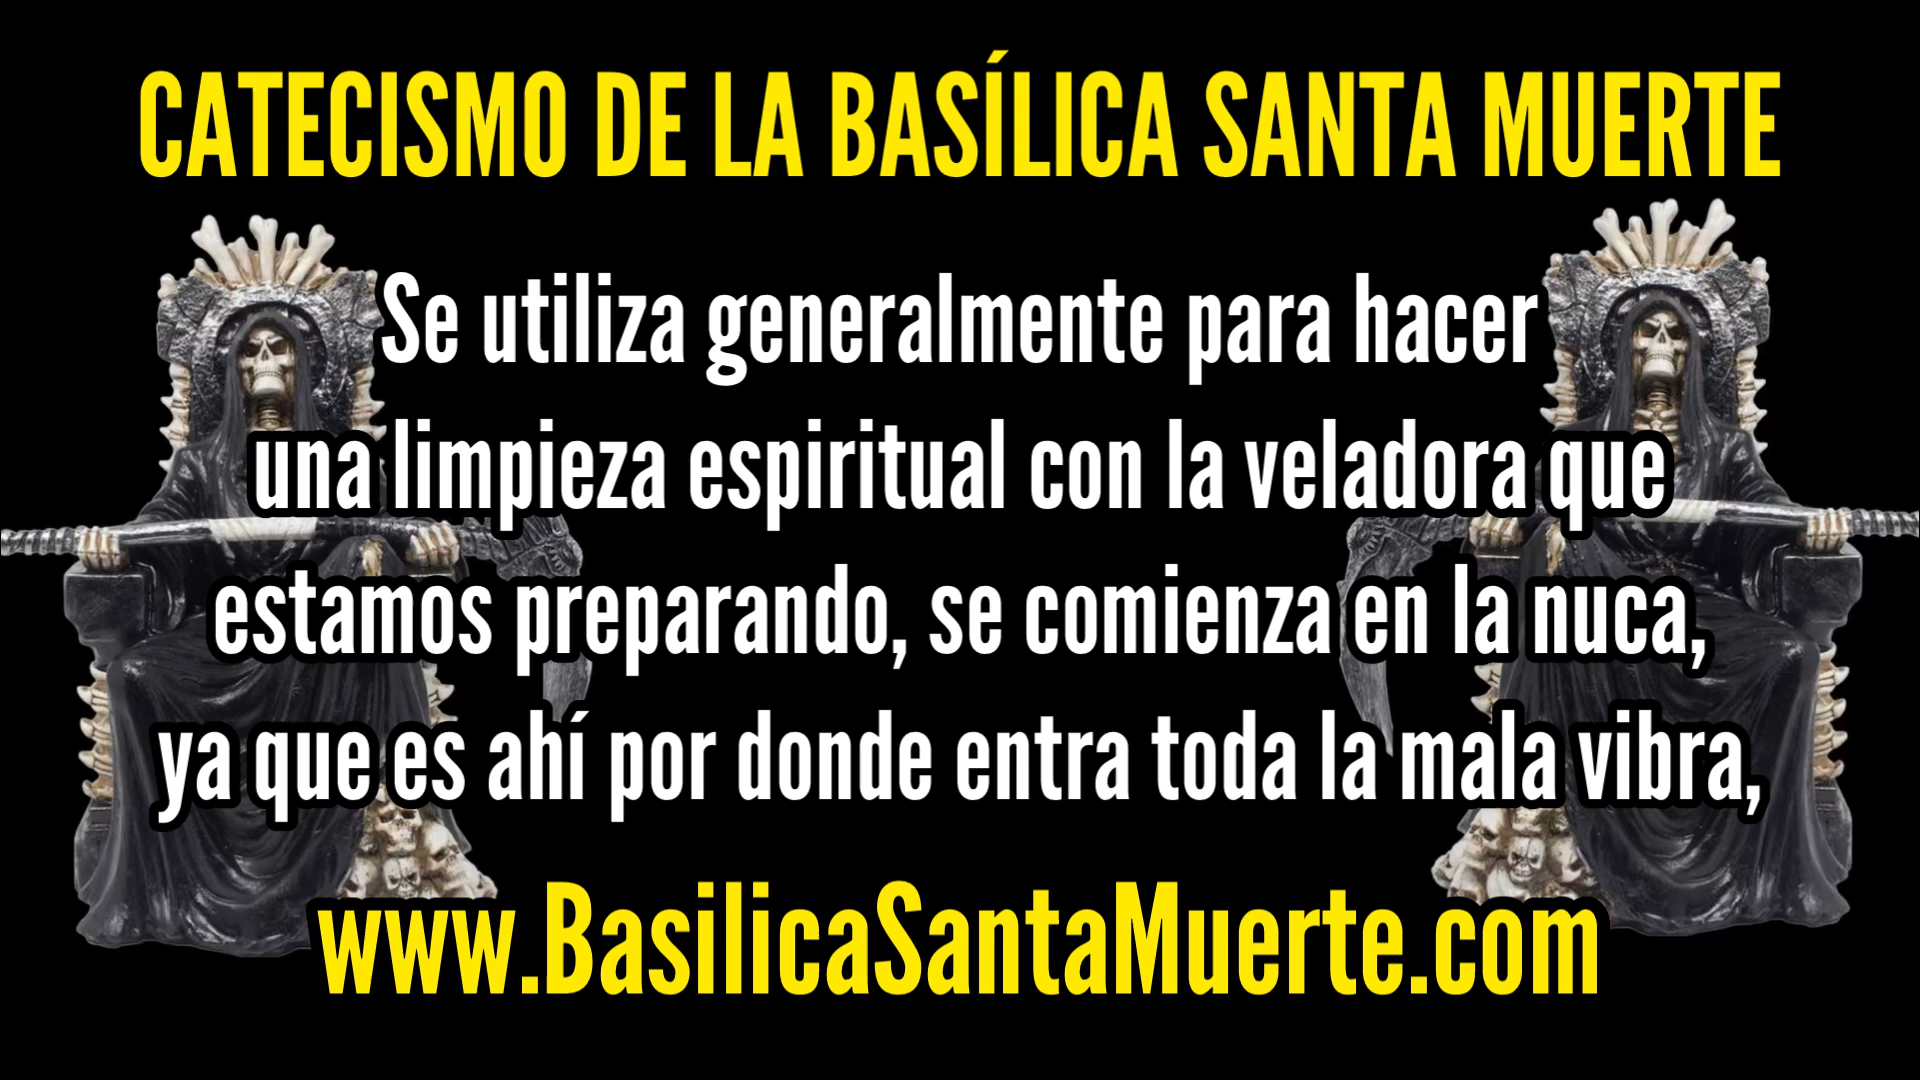 CATECISMO DE LA BASÍLICA SANTA MUERTE
Se utiliza generalmente para hacer
una limpieza espiritual con la veladora que
estamos preparando, se comienza en la nuca,
ya que es ahí por donde entra toda la mala vibra,
www.BasilicaSantaMuerte.com